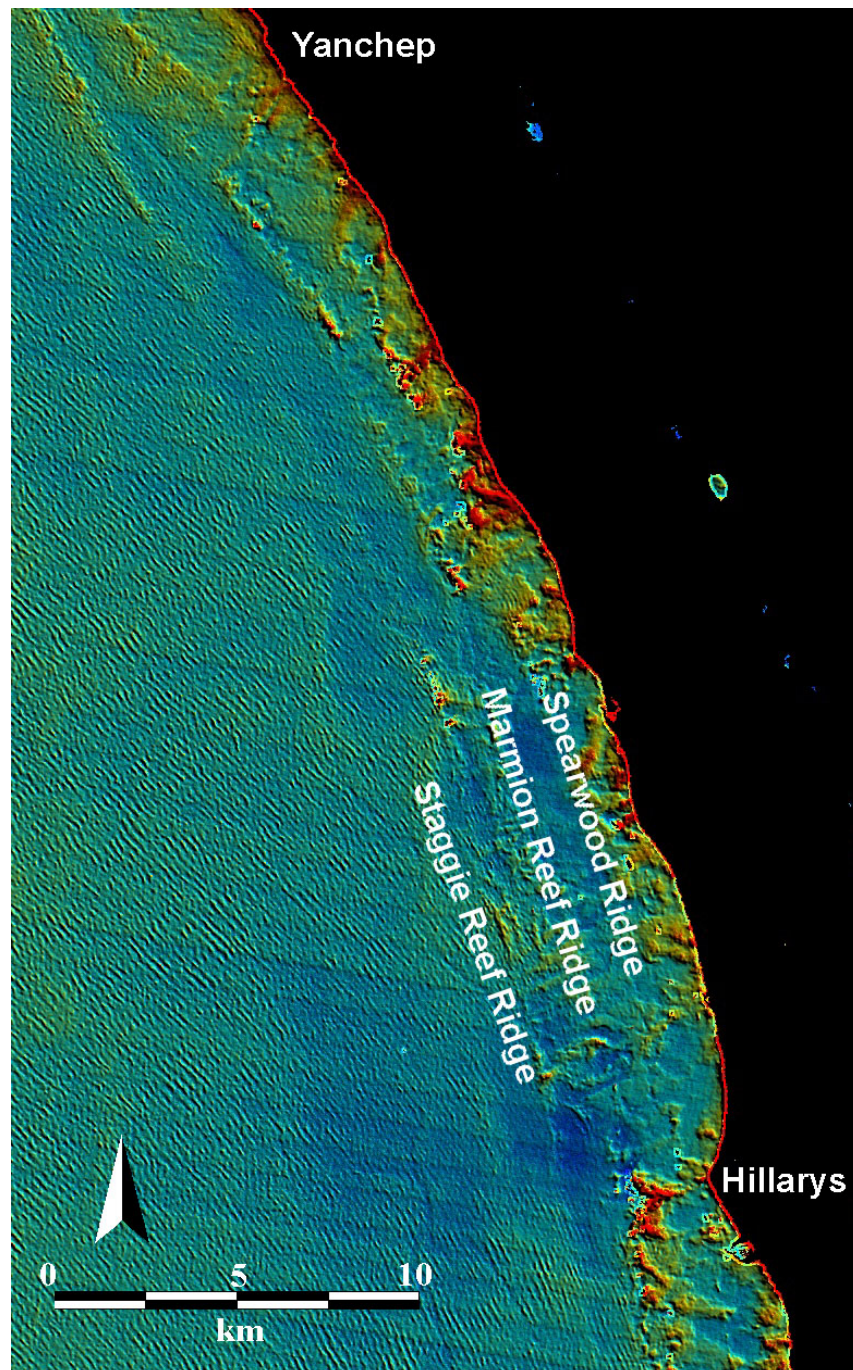 Yanchep
Spearwood Ridge
Marmion Reef Ridge
Staggie Reef Ridge
Hillarys
0 5 10
km